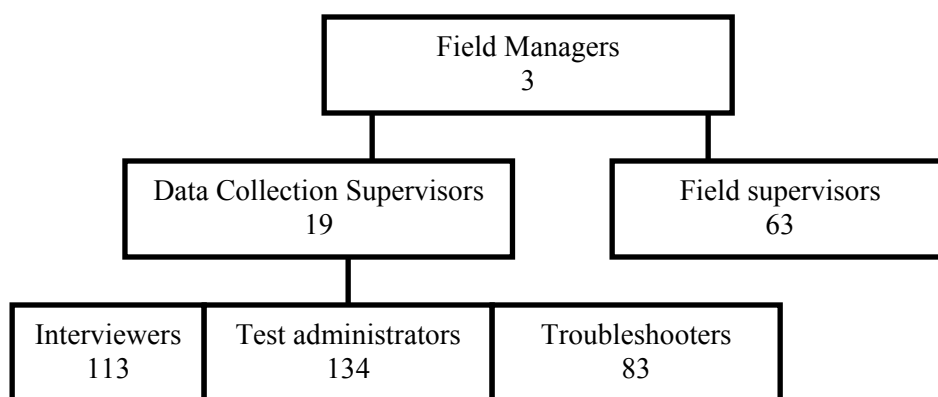 Field Managers
3
Data Collection Supervisors
19
Field supervisors
63
Interviewers
113
Test administrators
134
Troubleshooters
83